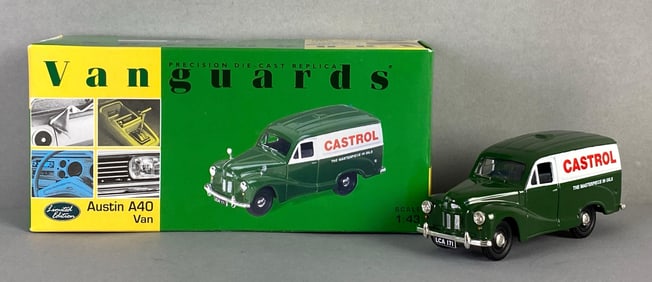 Vanguards
PRECISION DIE-CAST REPLICA
CASTROL
THE MASTERPIECE IN OILS
Limited
Edition
Austin A40
Van
SCALE
1:43
CASTROL
THE MASTERPIECE IN OILS
LCA 171